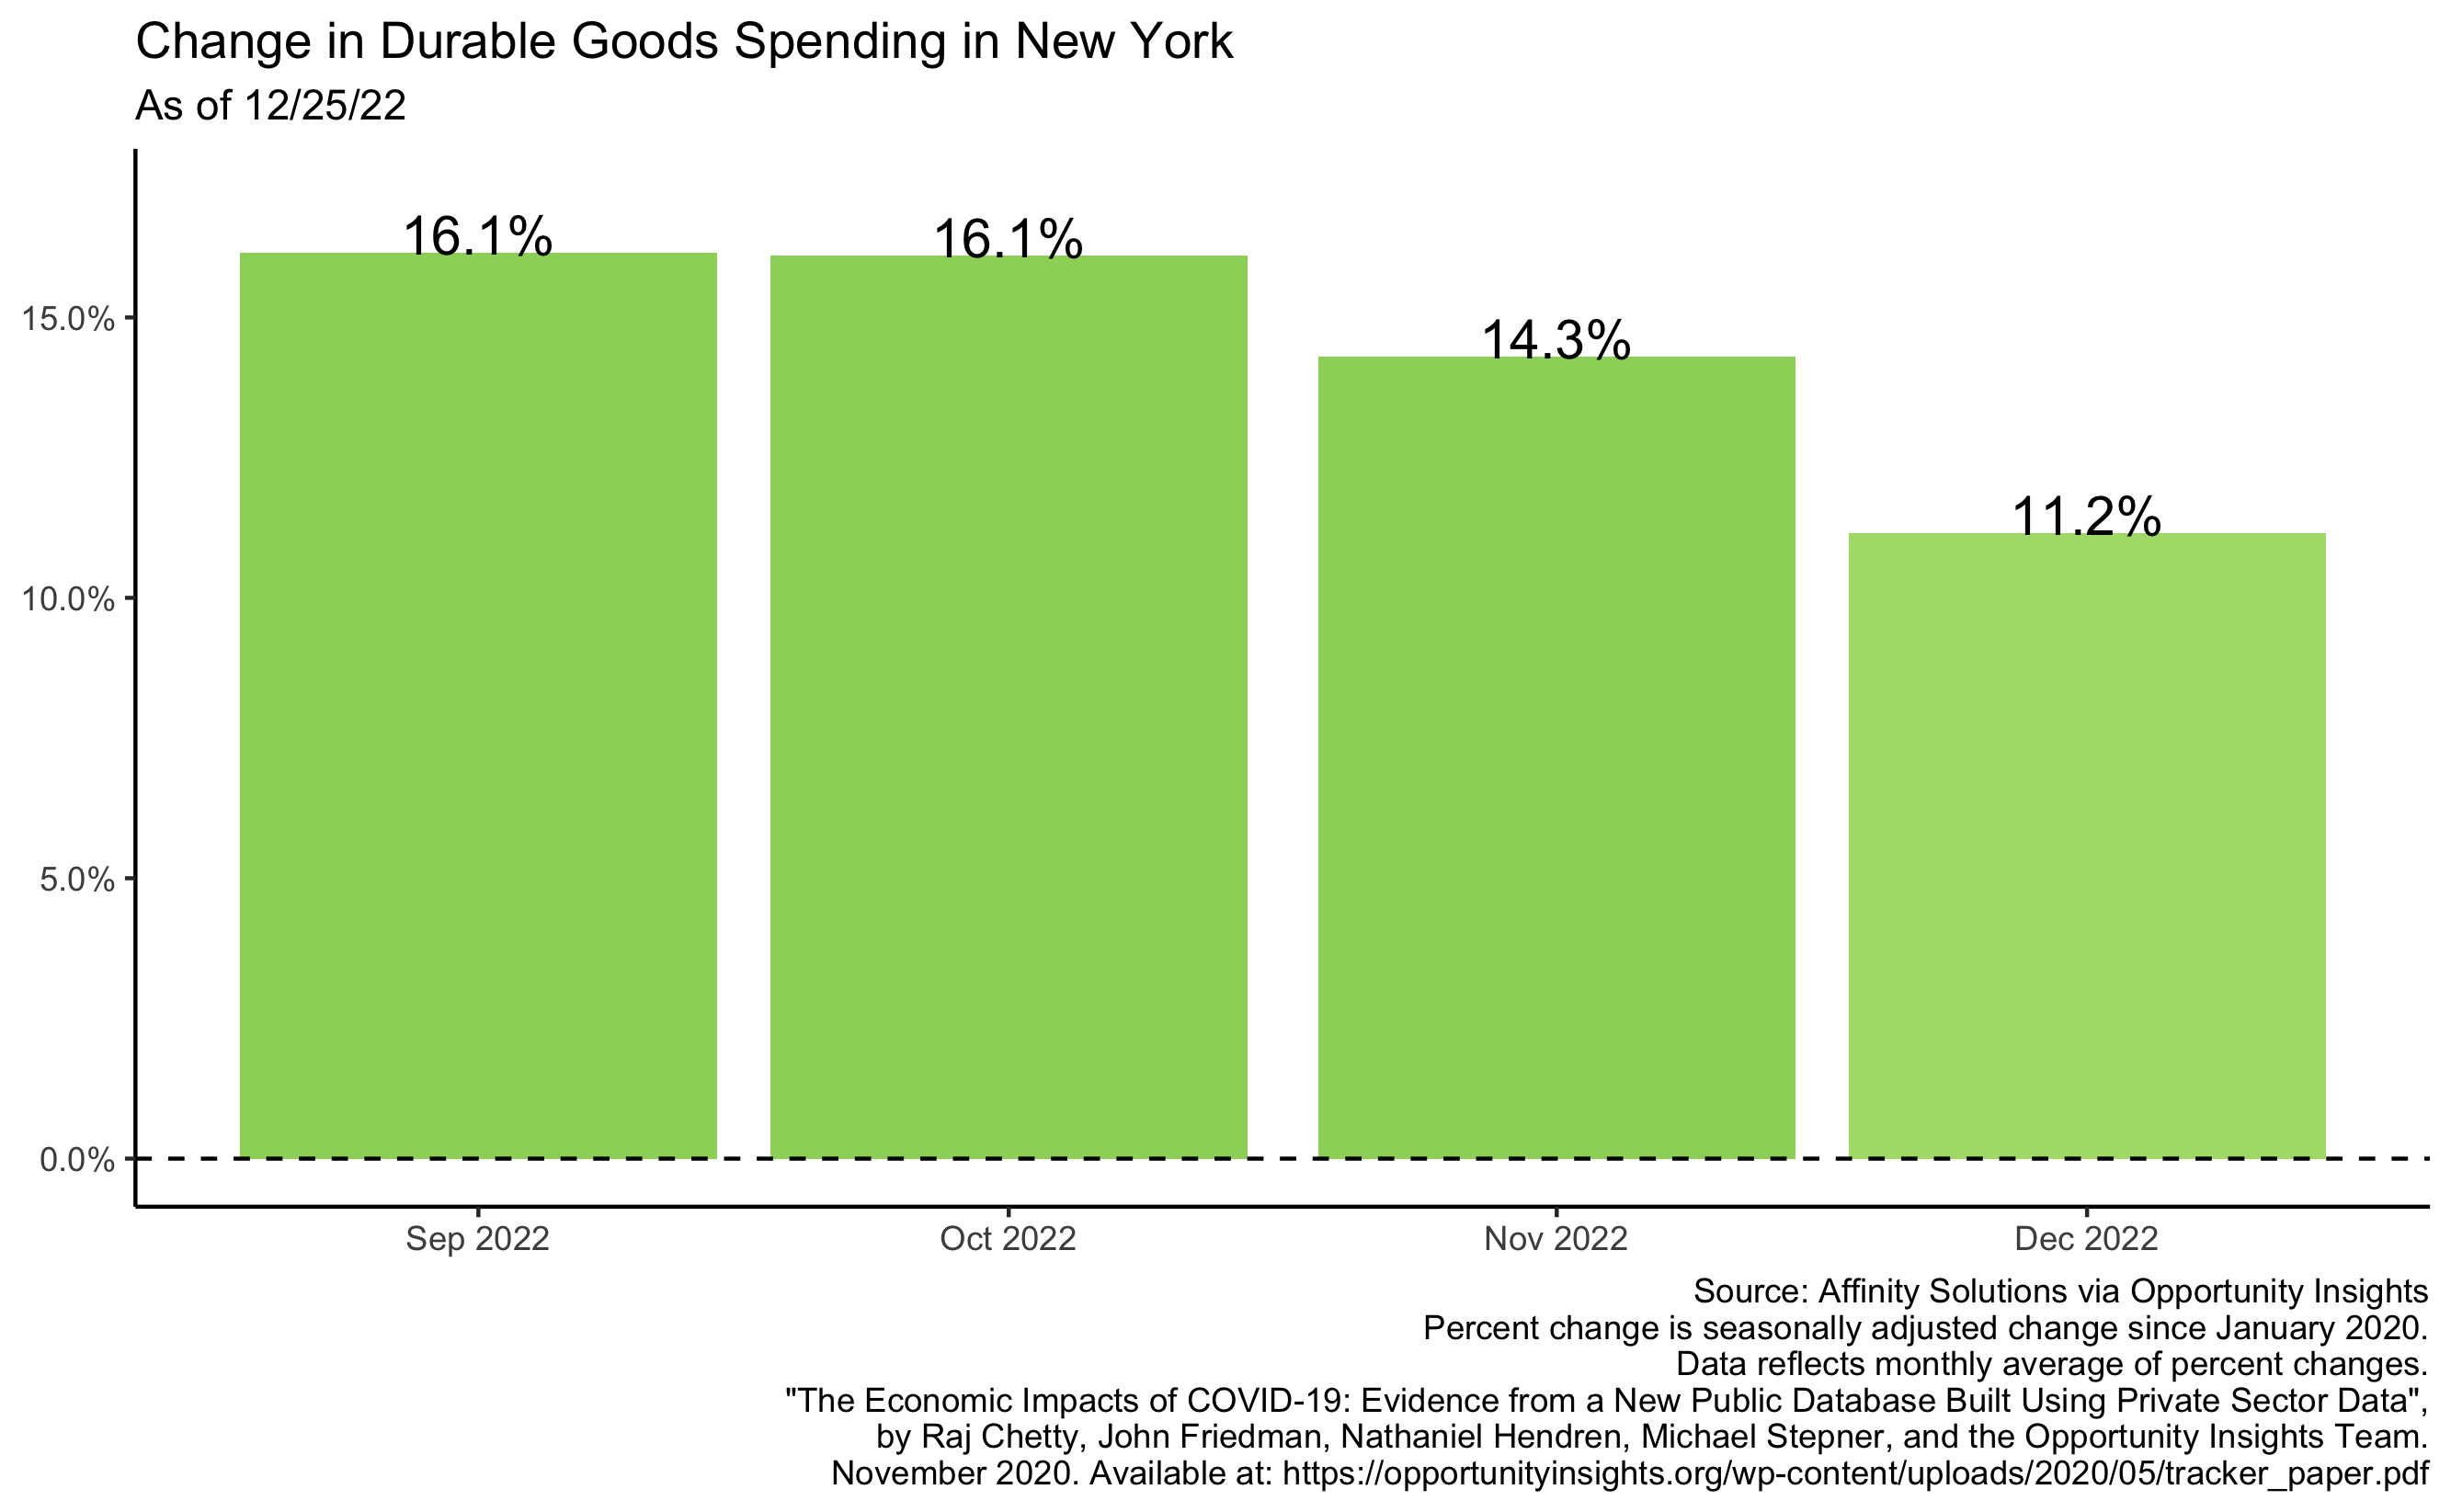 Change in Durable Goods Spending in New York
As of 12/25/22
16.1%
16.1%
14.3%
11.2%
15.0%
10.0%
5.0%
0.0%
Sep 2022
Oct 2022
Nov 2022
Dec 2022
Source: Affinity Solutions via Opportunity Insights
Percent change is seasonally adjusted change since January 2020.
Data reflects monthly average of percent changes.
"The Economic Impacts of COVID-19: Evidence from a New Public Database Built Using Private Sector Data",
by Raj Chetty, John Friedman, Nathaniel Hendren, Michael Stepner, and the Opportunity Insights Team.
November 2020. Available at: https://opportunityinsights.org/wp-content/uploads/2020/05/tracker_paper.pdf